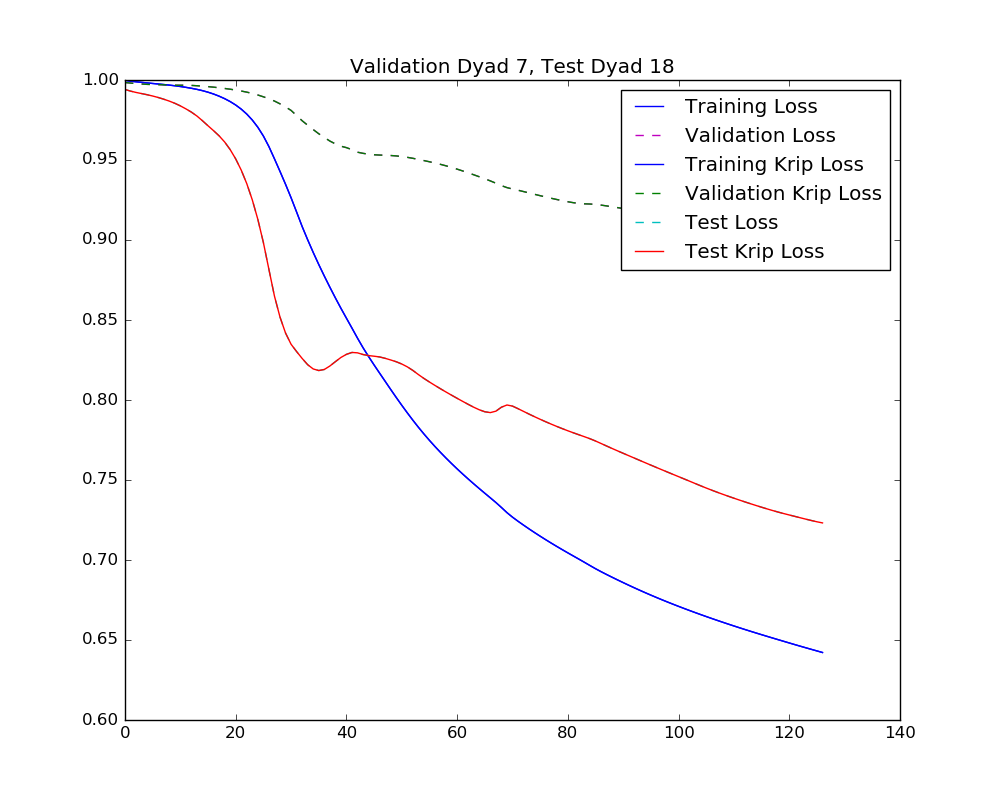 Validation Dyad 7, Test Dyad 18
1.00
0.95
0.90
0.85
0.80
0.75
0.70
0.65
0.60
0 20 40 60 80 100 120 140
Training Loss
Validation Loss
Training Krip Loss
Validation Krip Loss
Test Loss
Test Krip Loss